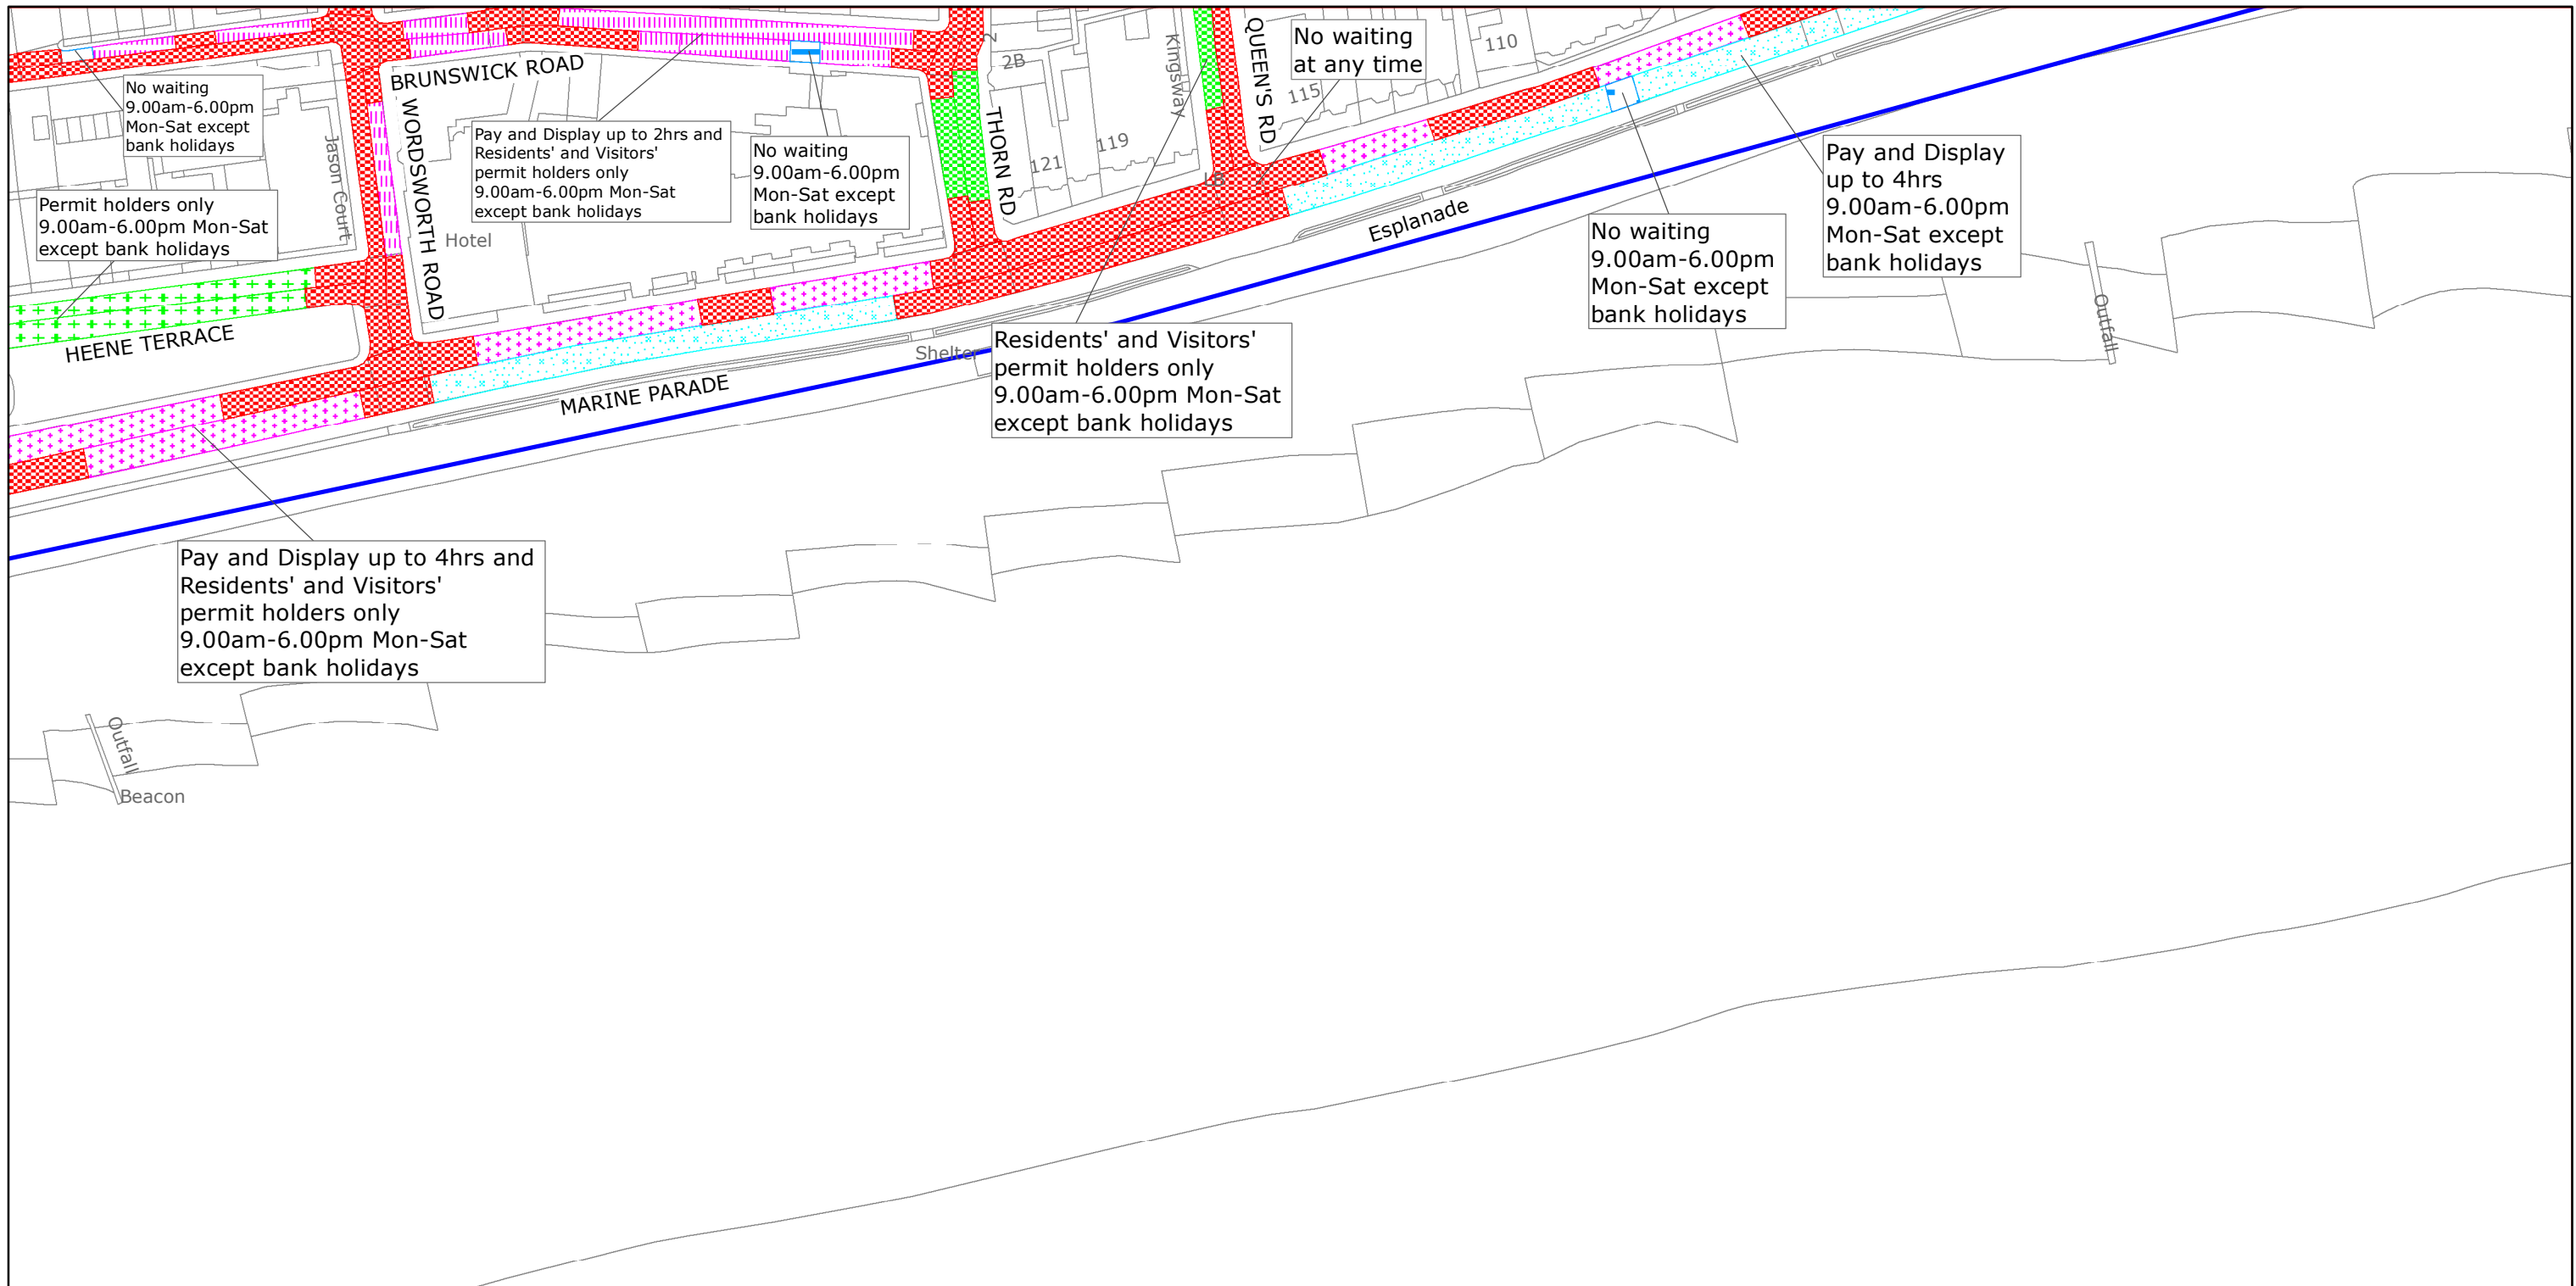 BRUNSWICK ROAD
WORDSWORTH ROAD
Jason Court
No waiting
9.00am-6.00pm
Mon-Sat except
bank holidays
Permit holders only
9.00am-6.00pm Mon-Sat
except bank holidays
HEENE TERRACE
Hotel
Pay and Display up to 2hrs and
Residents' and Visitors'
permit holders only
9.00am-6.00pm Mon-Sat
except bank holidays
No waiting
9.00am-6.00pm
Mon-Sat except
bank holidays
2
2B
THORN RD
121
119
Kingsway
QUEEN'S RD
LB
No waiting
at any time
115
110
Pay and Display
up to 4hrs
9.00am-6.00pm
Mon-Sat except
bank holidays
No waiting
9.00am-6.00pm
Mon-Sat except
bank holidays
Esplanade
Outfall
Residents' and Visitors'
permit holders only
9.00am-6.00pm Mon-Sat
except bank holidays
Shelter
MARINE PARADE
Pay and Display up to 4hrs and
Residents' and Visitors'
permit holders only
9.00am-6.00pm Mon-Sat
except bank holidays
Outfall
Beacon